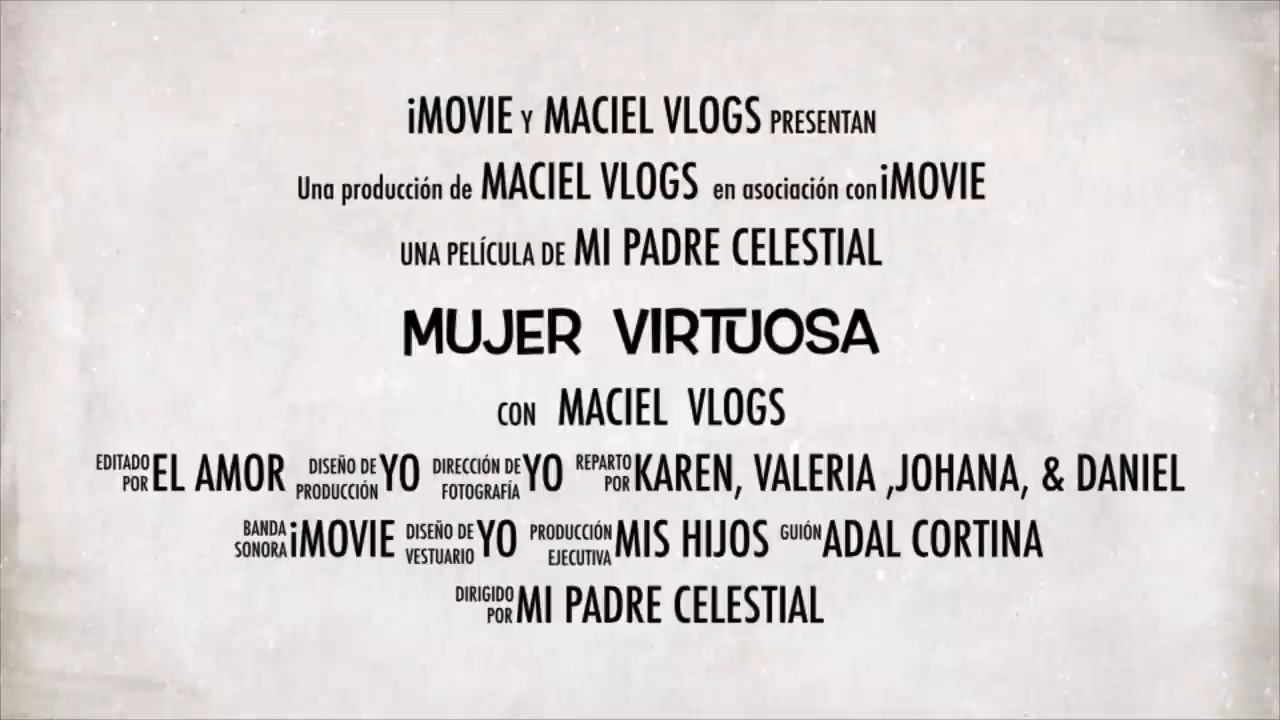 iMOVIE Y MACIEL VLOGS PRESENTAN
Una producción de MACIEL VLOGS en asociación con iMOVIE
UNA PELÍCULA DE MI PADRE CELESTIAL
MUJER VIRTUOSA
CON MACIEL VLOGS
EDITADO POR EL AMOR DISEÑO DE PRODUCCIÓN YO DIRECCIÓN DE FOTOGRAFÍA YO REPARTO POR KAREN, VALERIA ,JOHANA, & DANIEL
BANDA SONORA iMOVIE DISEÑO DE VESTUARIO YO PRODUCCIÓN EJECUTIVA MIS HIJOS GUIÓN ADAL CORTINA
DIRIGIDO POR MI PADRE CELESTIAL